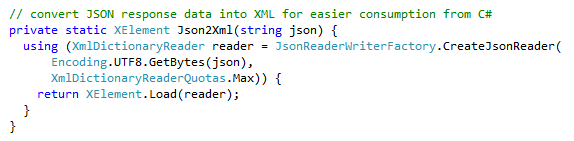 // convert JSON response data into XML for easier consumption from C#
private static XElement Json2Xml(string json) {
  using (XmlDictionaryReader reader = JsonReaderWriterFactory.CreateJsonReader(
      Encoding.UTF8.GetBytes(json),
      XmlDictionaryReaderQuotas.Max)) {
    return XElement.Load(reader);
  }
}